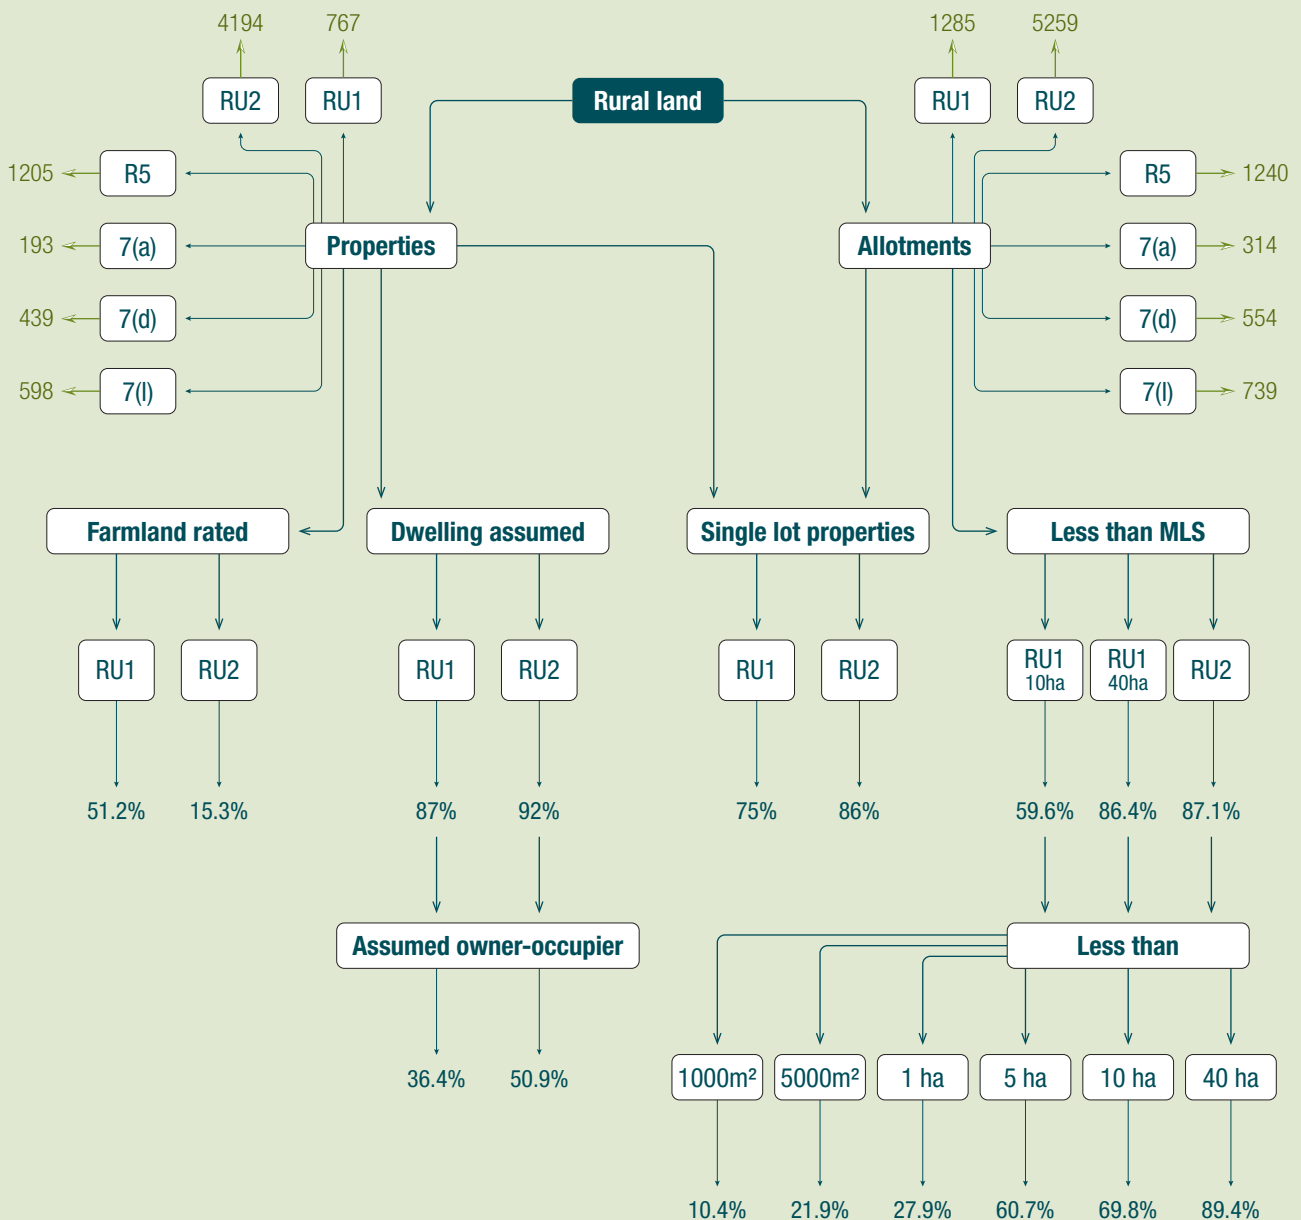 4194 767 1285 5259
RU2 RU1 Rural land RU1 RU2
1205 R5 R5 1240
193 7(a) Properties Allotments 7(a) 314
439 7(d) 7(d) 554
598 7(l) 7(l) 739
Farmland rated Dwelling assumed Single lot properties Less than MLS
RU1 RU2 RU1 RU2 RU1 RU2 RU1 10ha RU1 40ha RU2
51.2% 15.3% 87% 92% 75% 86% 59.6% 86.4% 87.1%
Assumed owner-occupier Less than
36.4% 50.9% 1000m² 5000m² 1 ha 5 ha 10 ha 40 ha
10.4% 21.9% 27.9% 60.7% 69.8% 89.4%